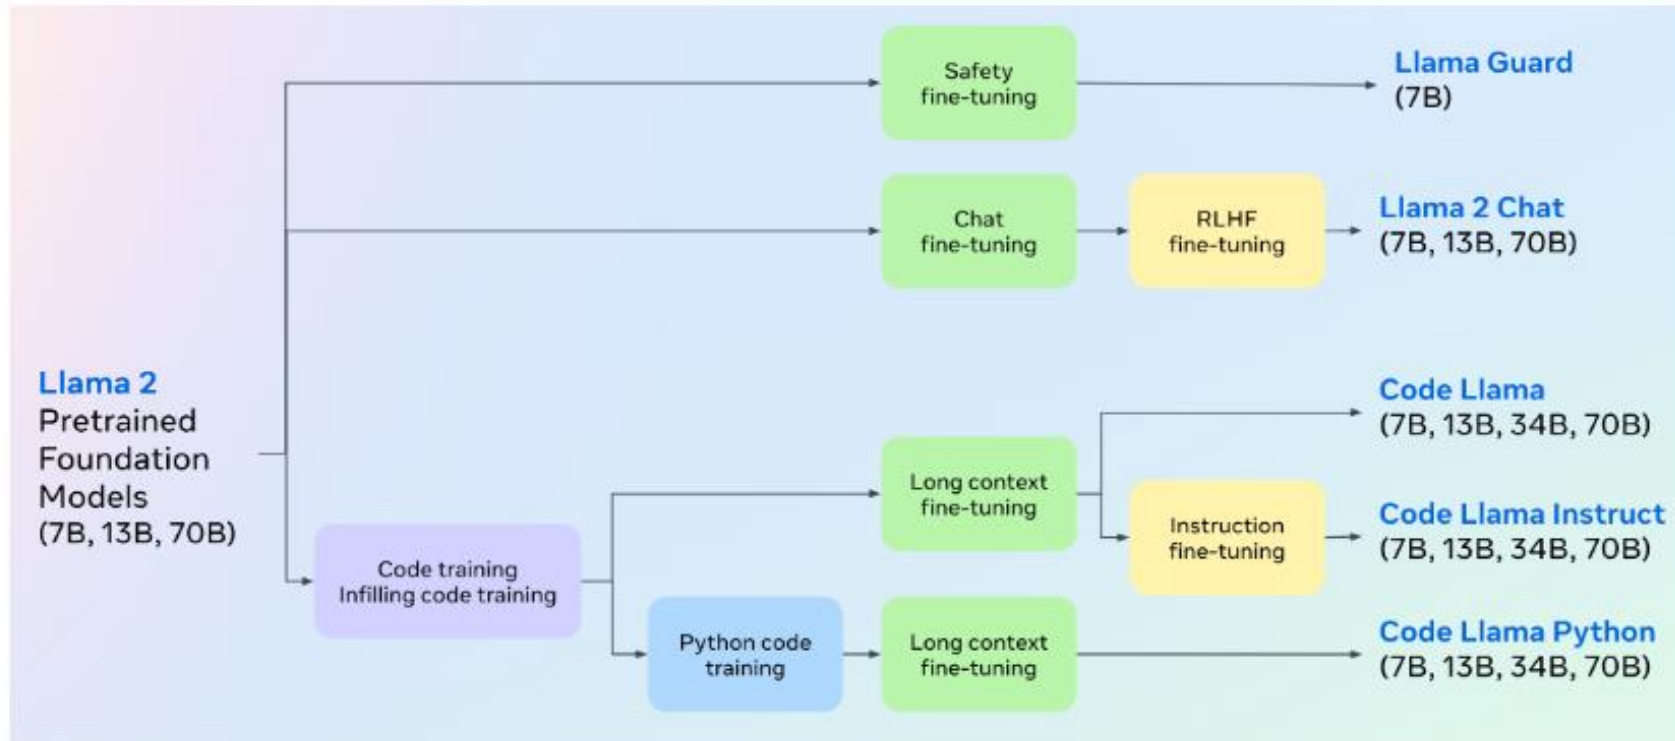 Safety
fine-tuning
Llama Guard
(7B)
Chat
fine-tuning
RLHF
fine-tuning
Llama 2 Chat
(7B, 13B, 70B)
Llama 2
Pretrained
Foundation
Models
(7B, 13B, 70B)
Code training
Infilling code training
Long context
fine-tuning
Code Llama
(7B, 13B, 34B, 70B)
Instruction
fine-tuning
Code Llama Instruct
(7B, 13B, 34B, 70B)
Python code
training
Long context
fine-tuning
Code Llama Python
(7B, 13B, 34B, 70B)